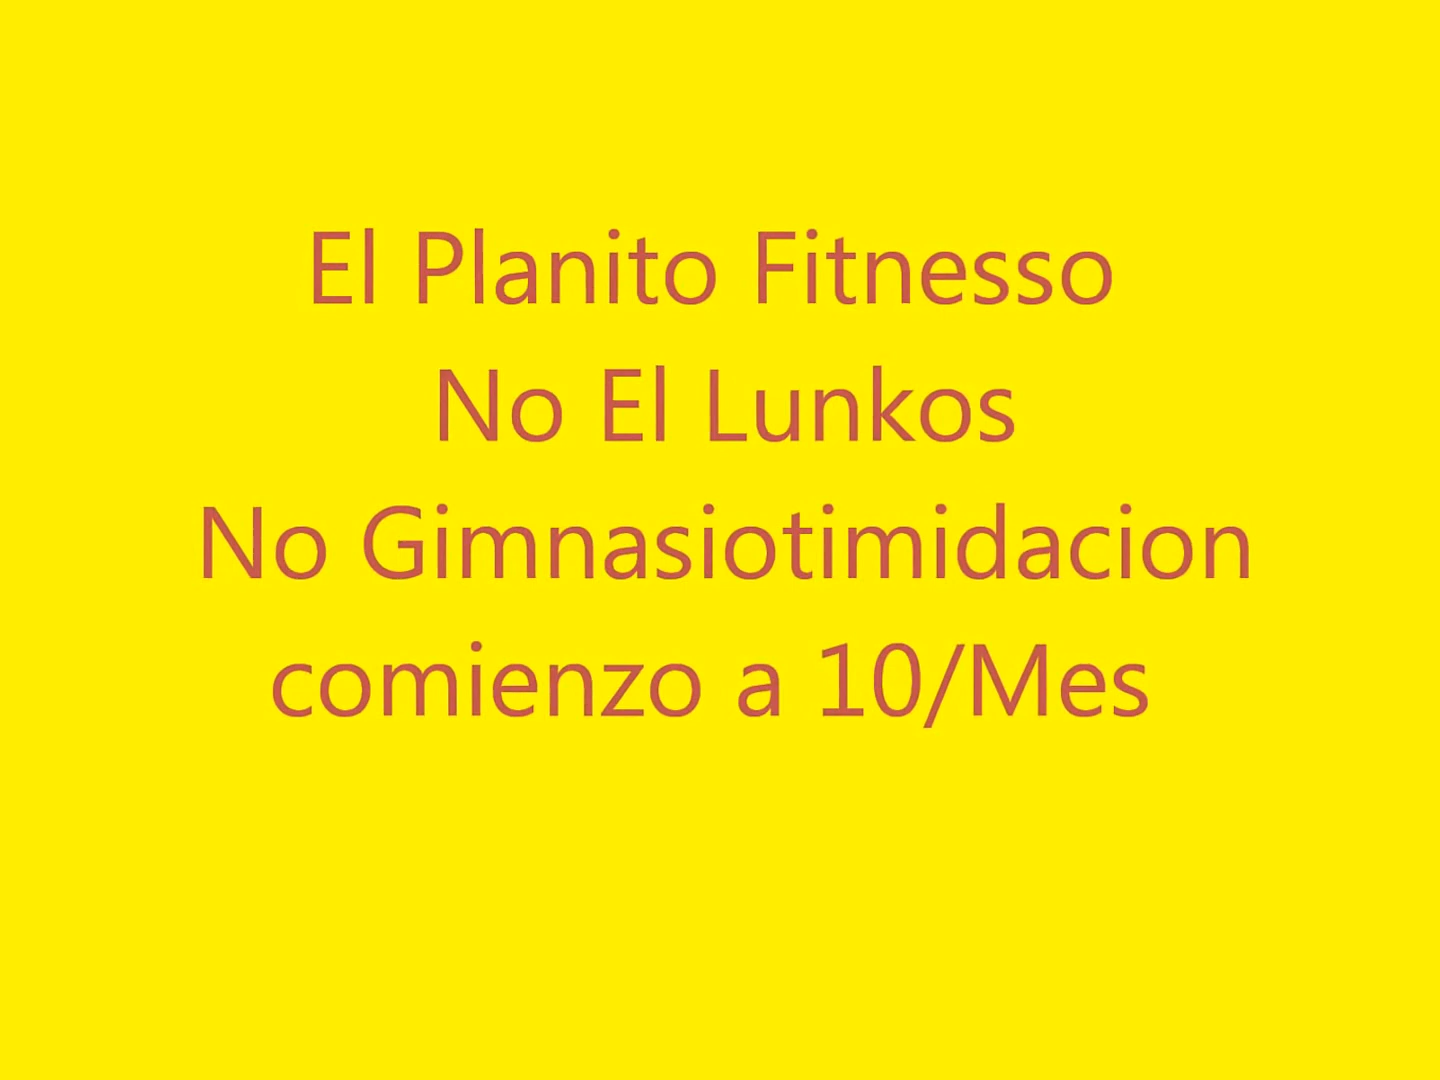 El Planito Fitnesso
No El Lunkos
No Gimnasiotimidacion
comienzo a 10/Mes